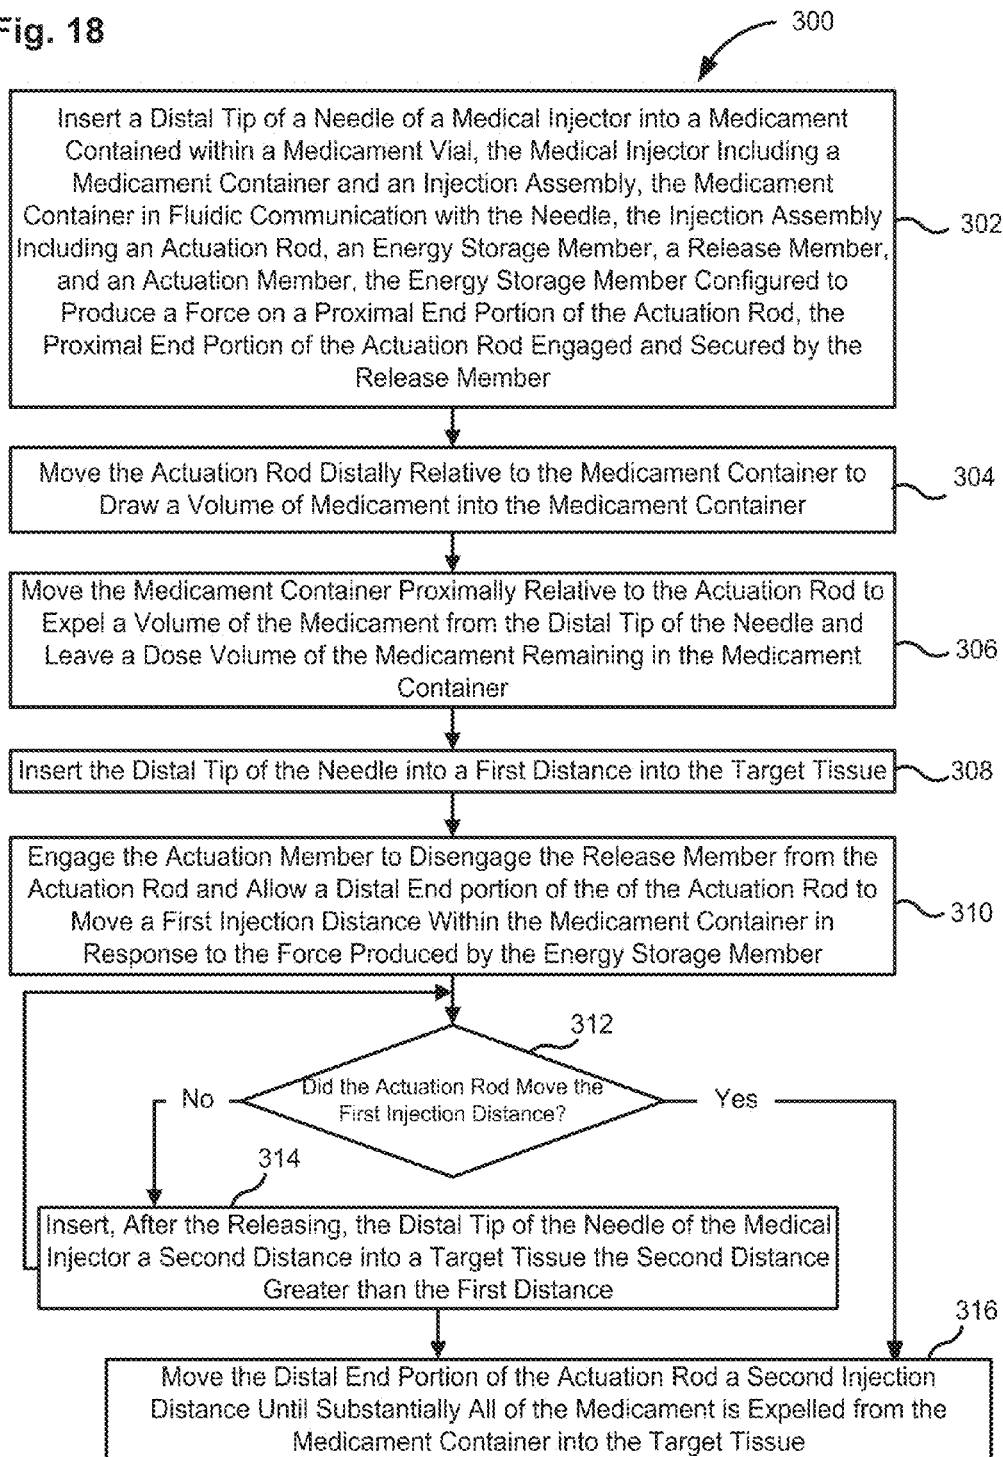 Fig. 18
300
Insert a Distal Tip of a Needle of a Medical Injector into a Medicament
Contained within a Medicament Vial, the Medical Injector Including a
Medicament Container and an Injection Assembly, the Medicament
Container in Fluidic Communication with the Needle, the Injection Assembly
Including an Actuation Rod, an Energy Storage Member, a Release Member,
and an Actuation Member, the Energy Storage Member Configured to
Produce a Force on a Proximal End Portion of the Actuation Rod, the
Proximal End Portion of the Actuation Rod Engaged and Secured by the
Release Member
302
Move the Actuation Rod Distally Relative to the Medicament Container to
Draw a Volume of Medicament into the Medicament Container
304
Move the Medicament Container Proximally Relative to the Actuation Rod to
Expel a Volume of the Medicament from the Distal Tip of the Needle and
Leave a Dose Volume of the Medicament Remaining in the Medicament
Container
306
Insert the Distal Tip of the Needle into a First Distance into the Target Tissue
308
Engage the Actuation Member to Disengage the Release Member from the
Actuation Rod and Allow a Distal End portion of the of the Actuation Rod to
Move a First Injection Distance Within the Medicament Container in
Response to the Force Produced by the Energy Storage Member
310
312
Did the Actuation Rod Move the
First Injection Distance?
No
Yes
314
Insert, After the Releasing, the Distal Tip of the Needle of the Medical
Injector a Second Distance into a Target Tissue the Second Distance
Greater than the First Distance
316
Move the Distal End Portion of the Actuation Rod a Second Injection
Distance Until Substantially All of the Medicament is Expelled from the
Medicament Container into the Target Tissue